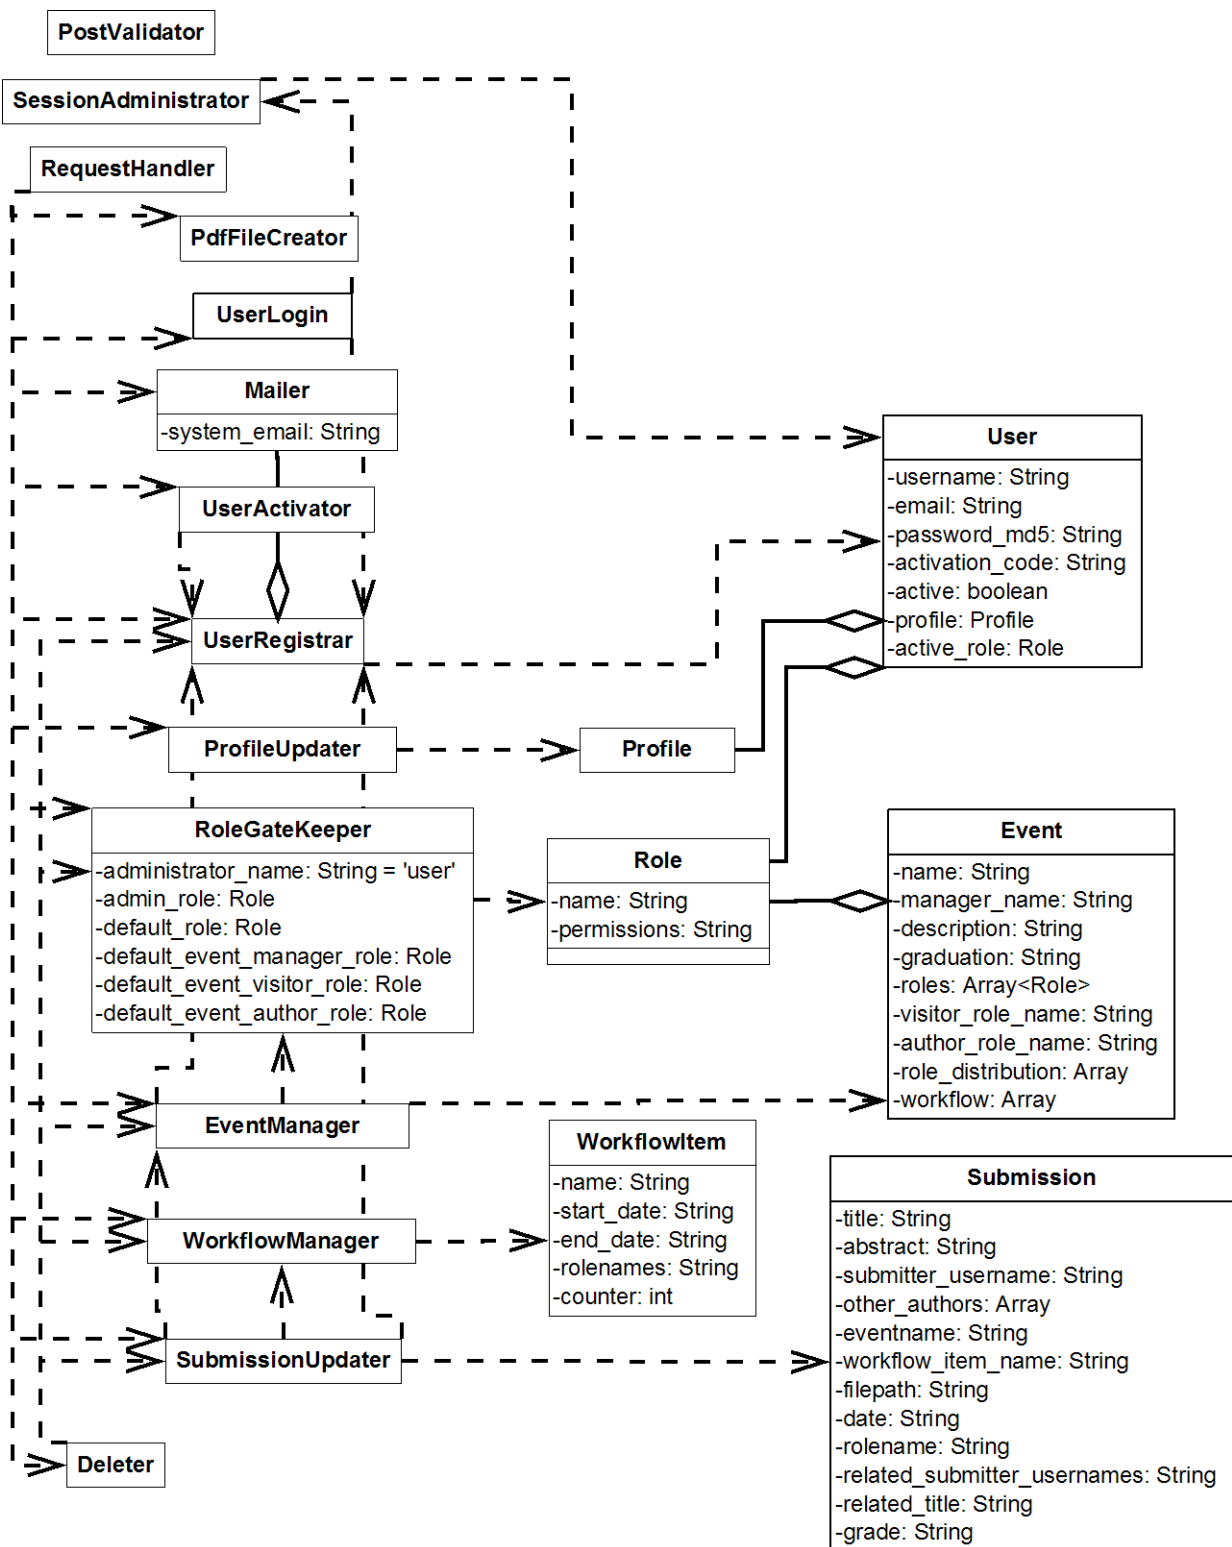 PostValidator
SessionAdministrator
RequestHandler
PdfFileCreator
UserLogin
Mailer
-system_email: String
UserActivator
UserRegistrar
ProfileUpdater
RoleGateKeeper
-administrator_name: String = 'user'
-admin_role: Role
-default_role: Role
-default_event_manager_role: Role
-default_event_visitor_role: Role
-default_event_author_role: Role
EventManager
WorkflowManager
SubmissionUpdater
Deleter
Profile
Role
-name: String
-permissions: String
WorkflowItem
-name: String
-start_date: String
-end_date: String
-rolenames: String
-counter: int
User
-username: String
-email: String
-password_md5: String
-activation_code: String
-active: boolean
-profile: Profile
-active_role: Role
Event
-name: String
-manager_name: String
-description: String
-graduation: String
-roles: Array<Role>
-visitor_role_name: String
-author_role_name: String
-role_distribution: Array
-workflow: Array
Submission
-title: String
-abstract: String
-submitter_username: String
-other_authors: Array
-eventname: String
-workflow_item_name: String
-filepath: String
-date: String
-rolename: String
-related_submitter_usernames: String
-related_title: String
-grade: String